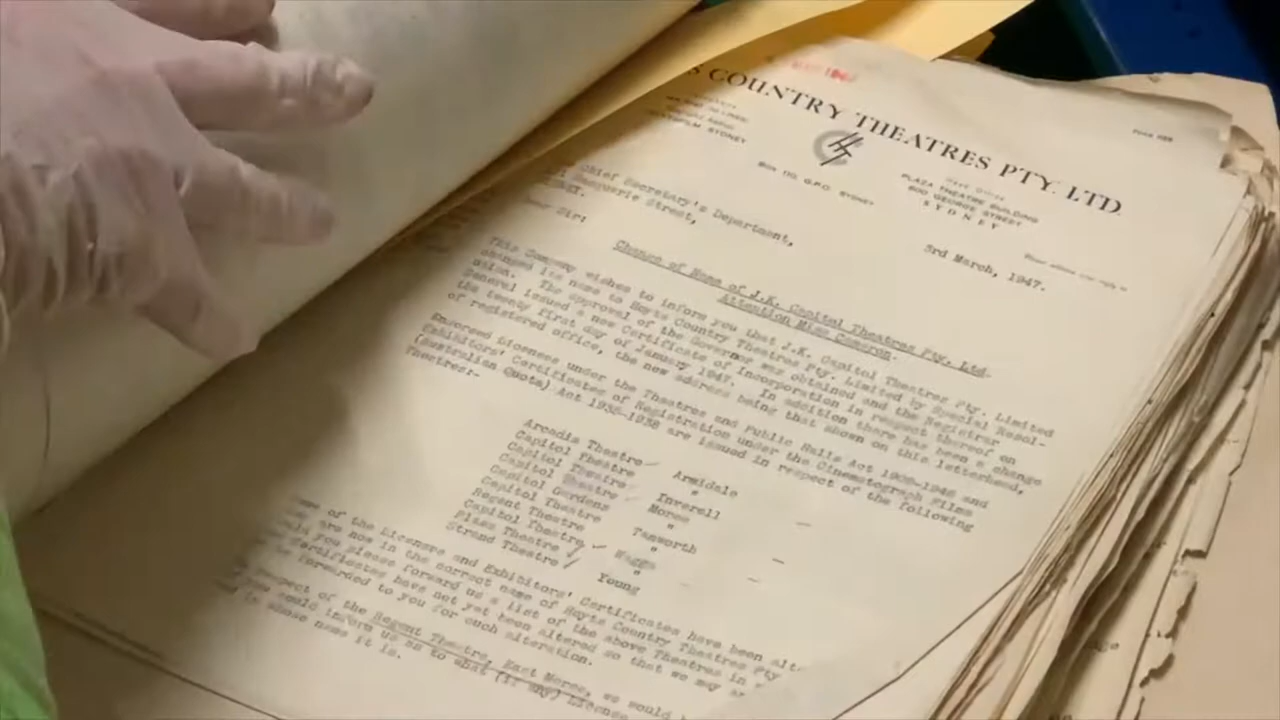 S COUNTRY THEATRES PTY. LTD.
SYDNEY
BOX 110, G.P.O. SYDNEY
PLAZA THEATRE BUILDING
600 GEORGE STREET
SYDNEY
3rd March, 1947.
Chief Secretary's Department,
Macquarie Street,
Dear Sir:
Change of Name of J.K. Capitol Theatres Pty. Ltd.
Attention Miss Cameron.
This Company wishes to inform you that J.K. Capitol Theatres Pty. Limited
changed its name to Hoyts Country Theatres Pty. Limited by Special Resol-
ution. The approval of the Governor was obtained and the Registrar
General issued a new Certificate of Incorporation in respect thereof on
the twenty first day of January, 1947. In addition there has been a change
of registered office, the new address being that shown on this letterhead.
Endorsed Licenses under the Theatres and Public Halls Act 1908-1946 and
Exhibitors' Certificates of Registration under the Cinematograph Films
(Australian Quota) Act 1935-1938 are issued in respect of the following
Theatres:-
Arcadia Theatre Armidale
Capitol Theatre "
Capitol Theatre Inverell
Capitol Theatre Moree
Capitol Gardens "
Regent Theatre Tamworth
Capitol Theatre "
Plaza Theatre Wagga
Strand Theatre "
Young
of the Licenses and Exhibitors' Certificates have been
are now in the correct name of Hoyts Country Theatres Pty
you please forward us a list of the above Theatres in
Certificates have not yet been altered so that we may
forwarded to you for such alteration.
respect of the Regent Theatre, East Moree, we would
you could inform us as to what (if any) License
in whose name it is.